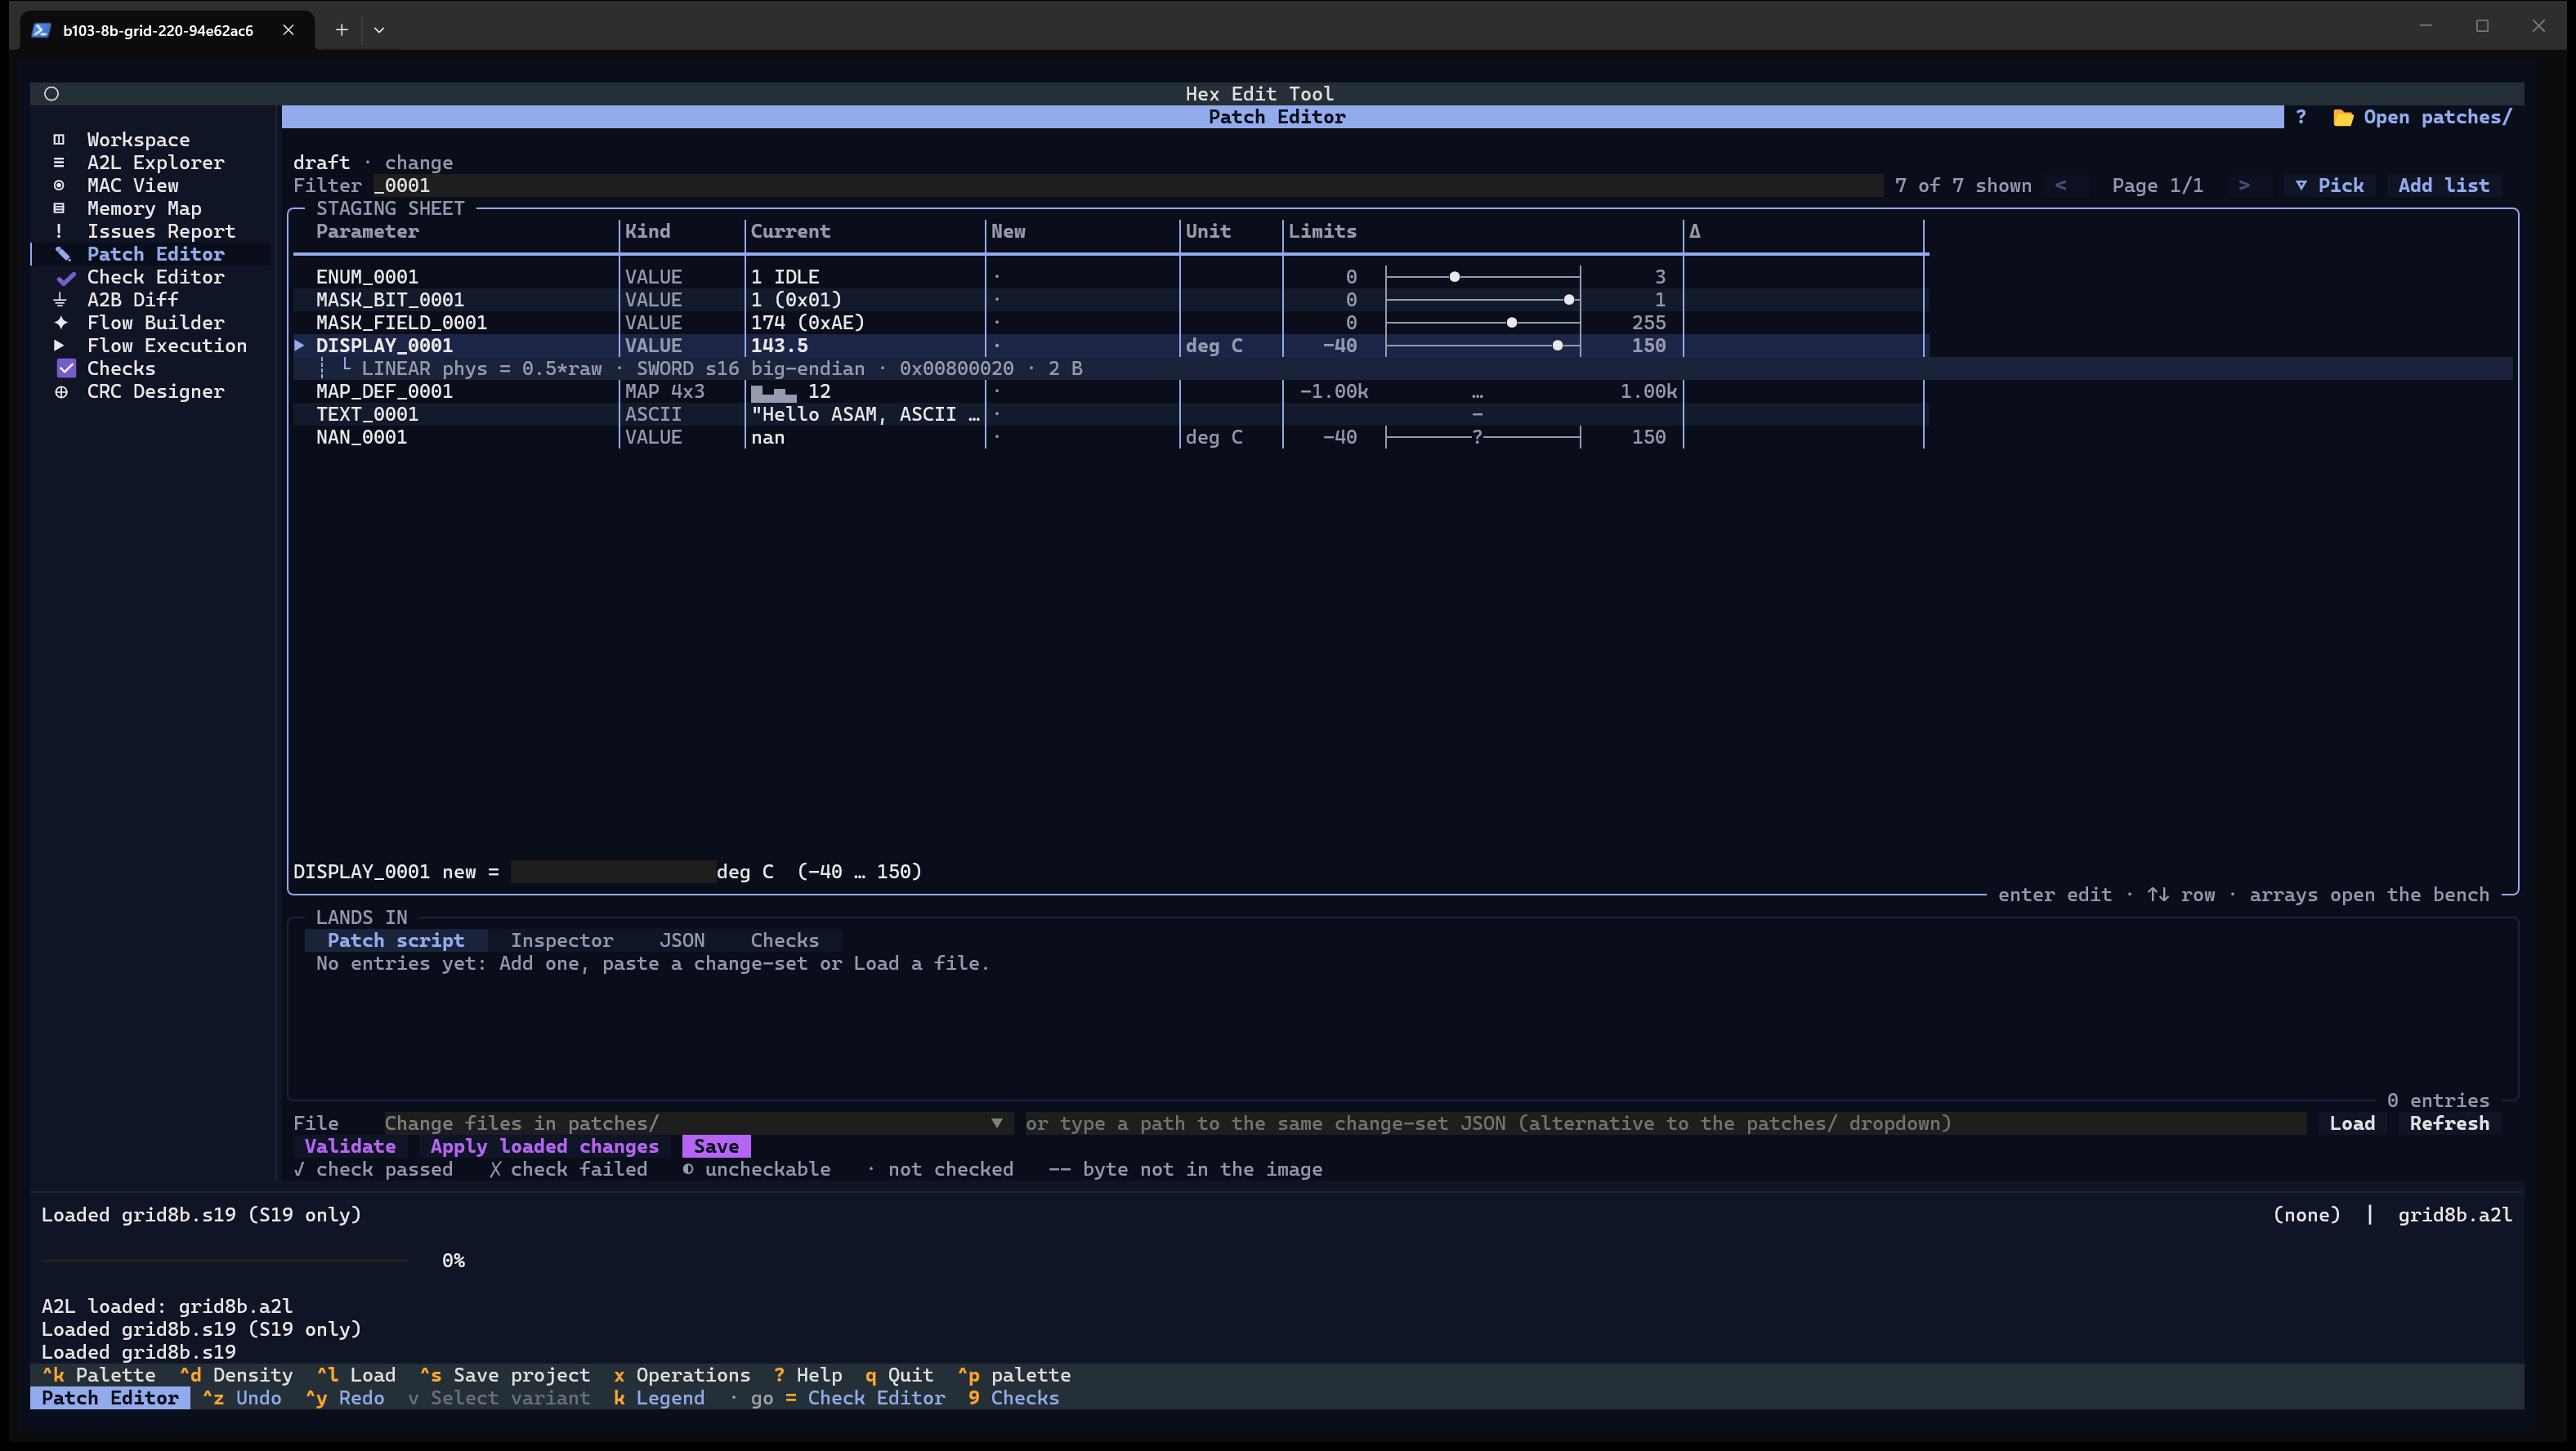 b103-8b-grid-220-94e62ac6
Hex Edit Tool
Patch Editor ? Open patches/
Workspace
A2L Explorer
MAC View
Memory Map
! Issues Report
Patch Editor
Check Editor
A2B Diff
Flow Builder
Flow Execution
Checks
CRC Designer
draft · change
Filter _0001 7 of 7 shown < Page 1/1 > ▽ Pick Add list
STAGING SHEET
Parameter Kind Current New Unit Limits Δ
ENUM_0001 VALUE 1 IDLE · 0 3
MASK_BIT_0001 VALUE 1 (0x01) · 0 1
MASK_FIELD_0001 VALUE 174 (0xAE) · 0 255
▶ DISPLAY_0001 VALUE 143.5 · deg C -40 150
└ LINEAR phys = 0.5*raw · SWORD s16 big-endian · 0x00800020 · 2 B
MAP_DEF_0001 MAP 4x3 12 · -1.00k … 1.00k
TEXT_0001 ASCII "Hello ASAM, ASCII … · –
NAN_0001 VALUE nan · deg C -40 ? 150
DISPLAY_0001 new = deg C (-40 … 150)
enter edit · ↑↓ row · arrays open the bench
LANDS IN
Patch script Inspector JSON Checks
No entries yet: Add one, paste a change-set or Load a file.
0 entries
File Change files in patches/ ▼ or type a path to the same change-set JSON (alternative to the patches/ dropdown) Load Refresh
Validate Apply loaded changes Save
✓ check passed ✗ check failed ◐ uncheckable · not checked -- byte not in the image
Loaded grid8b.s19 (S19 only) (none) | grid8b.a2l
0%
A2L loaded: grid8b.a2l
Loaded grid8b.s19 (S19 only)
Loaded grid8b.s19
^k Palette ^d Density ^l Load ^s Save project x Operations ? Help q Quit ^p palette
Patch Editor ^z Undo ^y Redo v Select variant k Legend · go = Check Editor 9 Checks